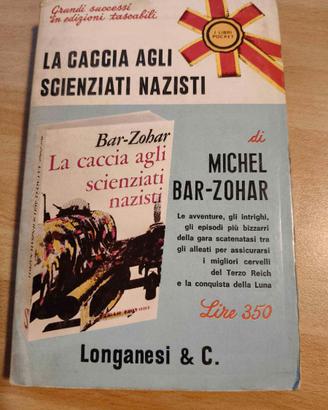 Grandi successi
in edizioni tascabili
I LIBRI
POCKET
LA CACCIA AGLI
SCIENZIATI NAZISTI
Bar-Zohar
La caccia agli
scienziati
nazisti
di
MICHEL
BAR-ZOHAR
Le avventure, gli intrighi,
gli episodi più bizzarri
della gara scatenatasi tra
gli alleati per assicurarsi
i migliori cervelli
del Terzo Reich
e la conquista della Luna
Lire 350
Longanesi & C.